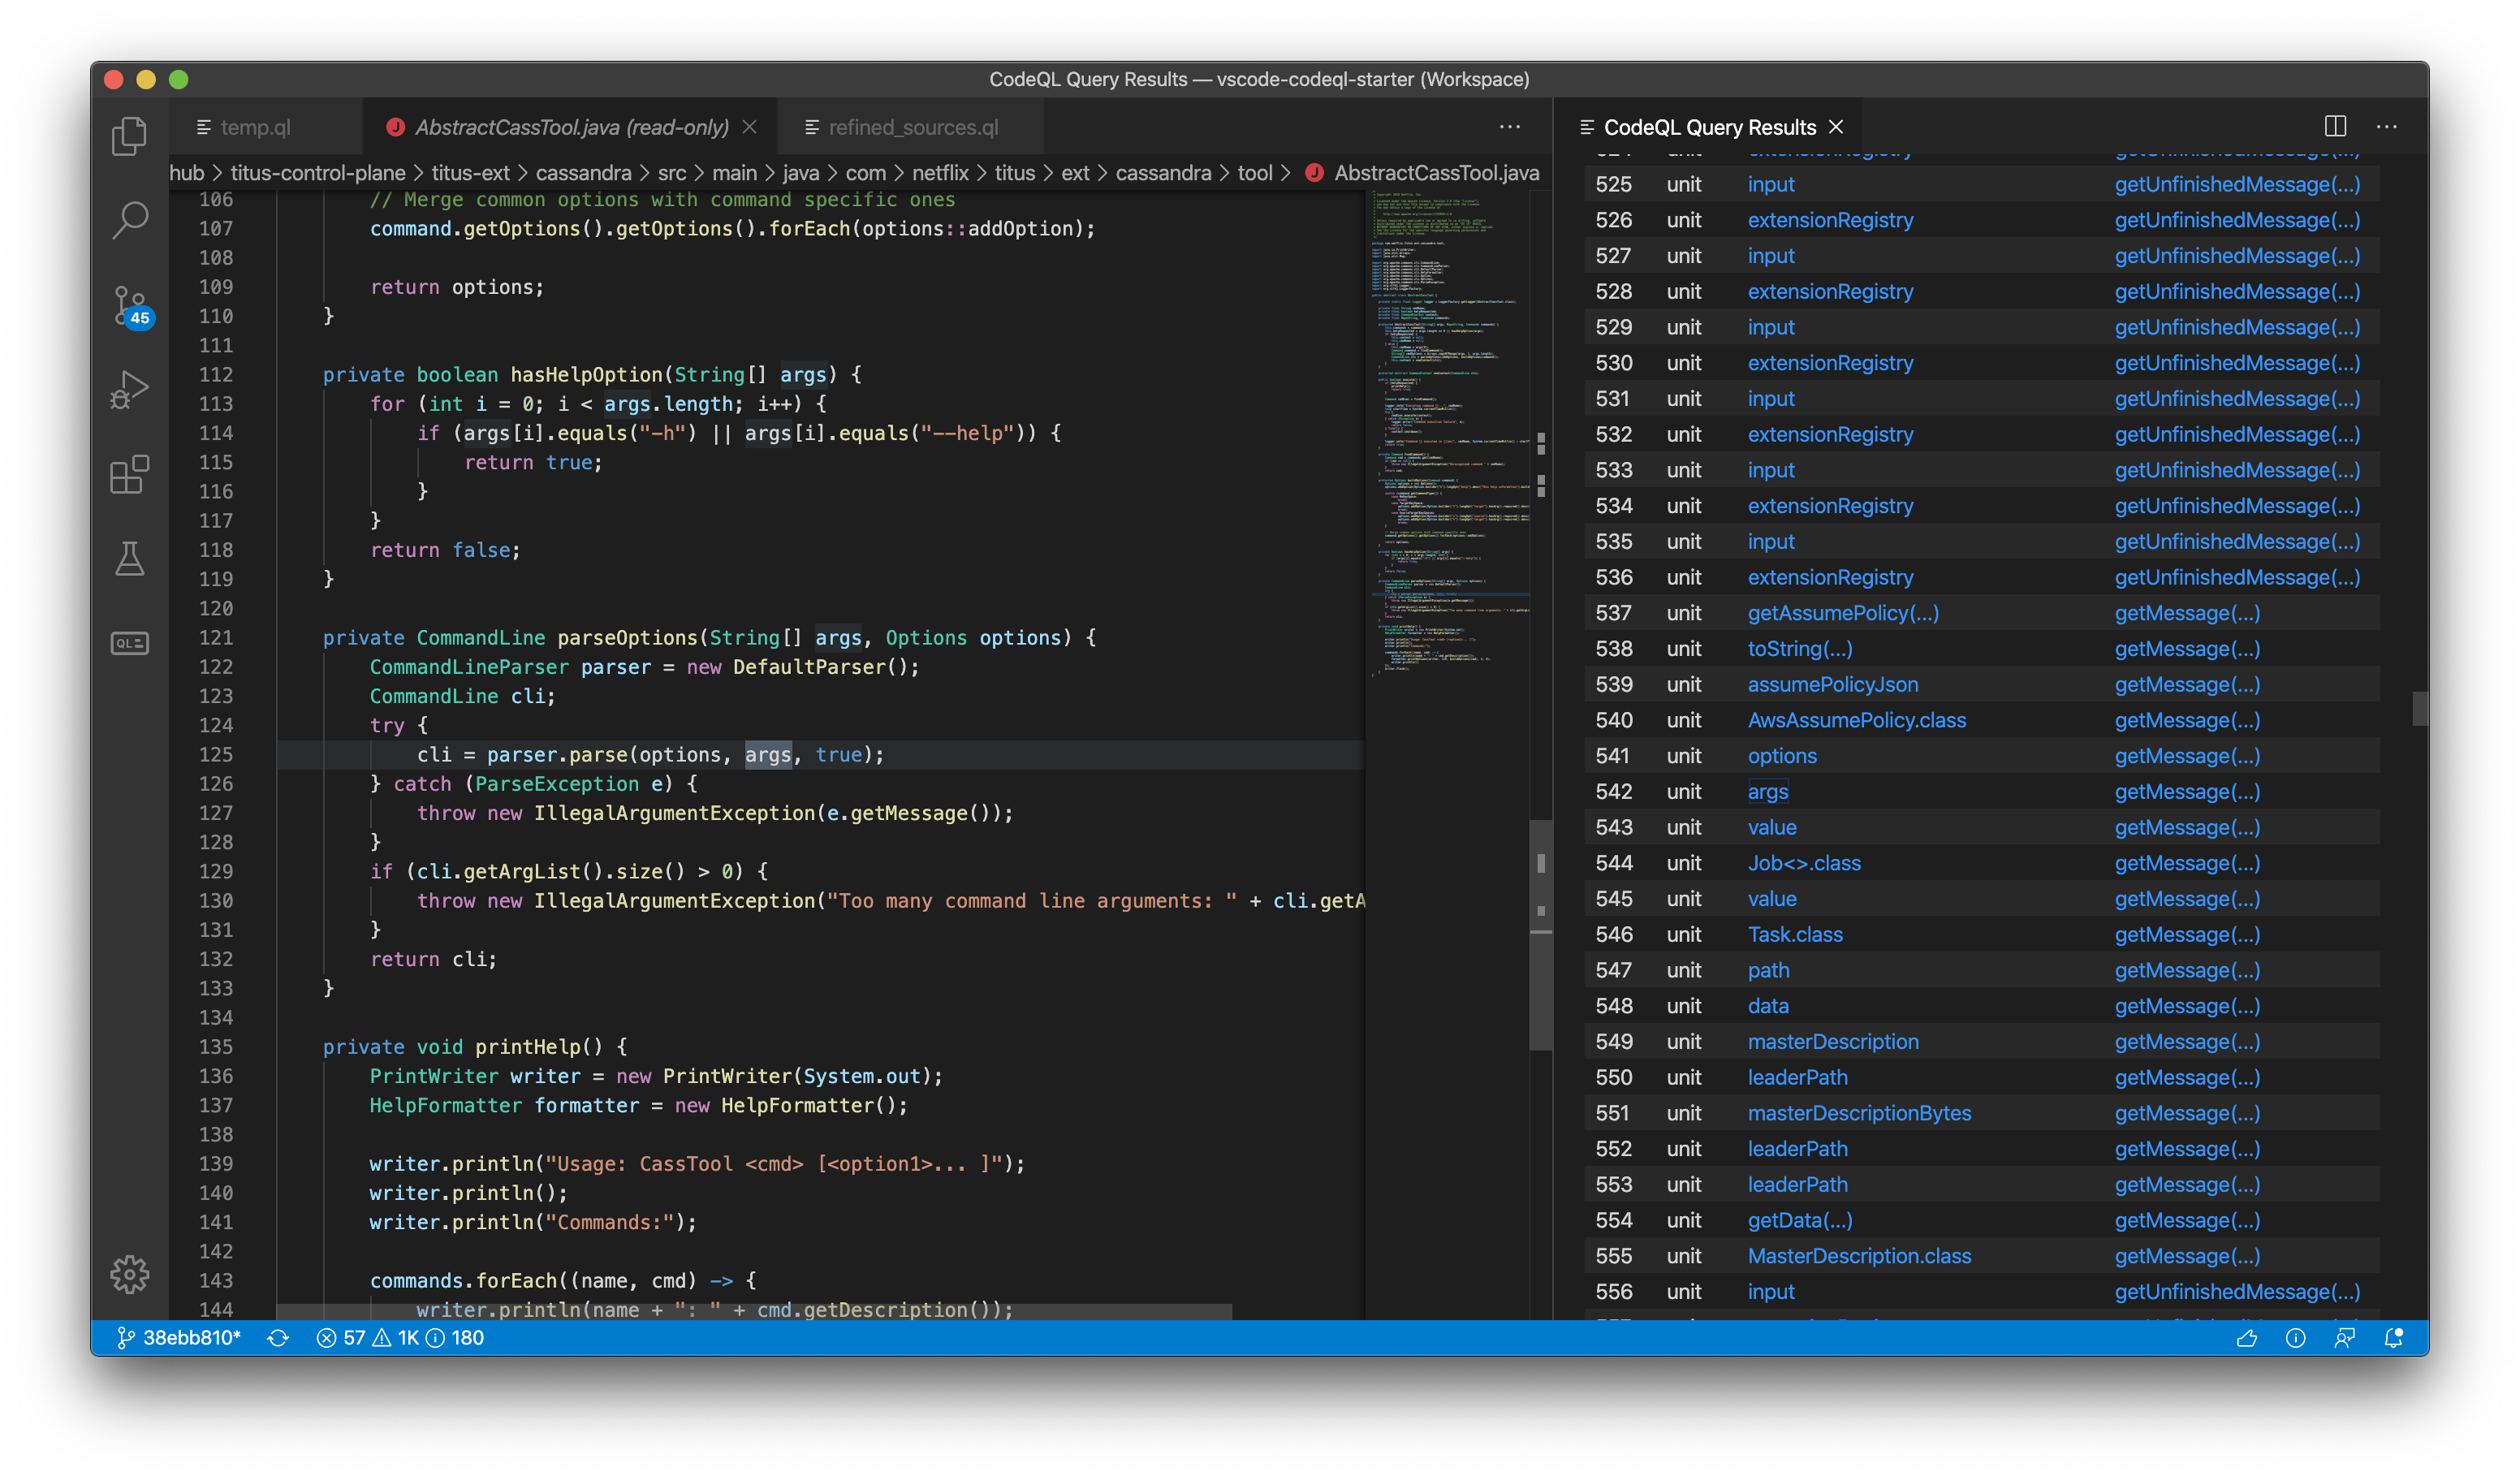 CodeQL Query Results — vscode-codeql-starter (Workspace)
temp.ql
AbstractCassTool.java (read-only)
refined_sources.ql
hub > titus-control-plane > titus-ext > cassandra > src > main > java > com > netflix > titus > ext > cassandra > tool > AbstractCassTool.java
106 // Merge common options with command specific ones
107 command.getOptions().getOptions().forEach(options::addOption);
108
109 return options;
110 }
111
112 private boolean hasHelpOption(String[] args) {
113 for (int i = 0; i < args.length; i++) {
114 if (args[i].equals("-h") || args[i].equals("--help")) {
115 return true;
116 }
117 }
118 return false;
119 }
120
121 private CommandLine parseOptions(String[] args, Options options) {
122 CommandLineParser parser = new DefaultParser();
123 CommandLine cli;
124 try {
125 cli = parser.parse(options, args, true);
126 } catch (ParseException e) {
127 throw new IllegalArgumentException(e.getMessage());
128 }
129 if (cli.getArgList().size() > 0) {
130 throw new IllegalArgumentException("Too many command line arguments: " + cli.getA
131 }
132 return cli;
133 }
134
135 private void printHelp() {
136 PrintWriter writer = new PrintWriter(System.out);
137 HelpFormatter formatter = new HelpFormatter();
138
139 writer.println("Usage: CassTool <cmd> [<option1>... ]");
140 writer.println();
141 writer.println("Commands:");
142
143 commands.forEach((name, cmd) -> {
144 writer.println(name + ": " + cmd.getDescription());
CodeQL Query Results
524 unit extensionRegistry getUnfinishedMessage(...)
525 unit input getUnfinishedMessage(...)
526 unit extensionRegistry getUnfinishedMessage(...)
527 unit input getUnfinishedMessage(...)
528 unit extensionRegistry getUnfinishedMessage(...)
529 unit input getUnfinishedMessage(...)
530 unit extensionRegistry getUnfinishedMessage(...)
531 unit input getUnfinishedMessage(...)
532 unit extensionRegistry getUnfinishedMessage(...)
533 unit input getUnfinishedMessage(...)
534 unit extensionRegistry getUnfinishedMessage(...)
535 unit input getUnfinishedMessage(...)
536 unit extensionRegistry getUnfinishedMessage(...)
537 unit getAssumePolicy(...) getMessage(...)
538 unit toString(...) getMessage(...)
539 unit assumePolicyJson getMessage(...)
540 unit AwsAssumePolicy.class getMessage(...)
541 unit options getMessage(...)
542 unit args getMessage(...)
543 unit value getMessage(...)
544 unit Job<>.class getMessage(...)
545 unit value getMessage(...)
546 unit Task.class getMessage(...)
547 unit path getMessage(...)
548 unit data getMessage(...)
549 unit masterDescription getMessage(...)
550 unit leaderPath getMessage(...)
551 unit masterDescriptionBytes getMessage(...)
552 unit leaderPath getMessage(...)
553 unit leaderPath getMessage(...)
554 unit getData(...) getMessage(...)
555 unit MasterDescription.class getMessage(...)
556 unit input getUnfinishedMessage(...)
45
QL
38ebb810* 57 1K 180